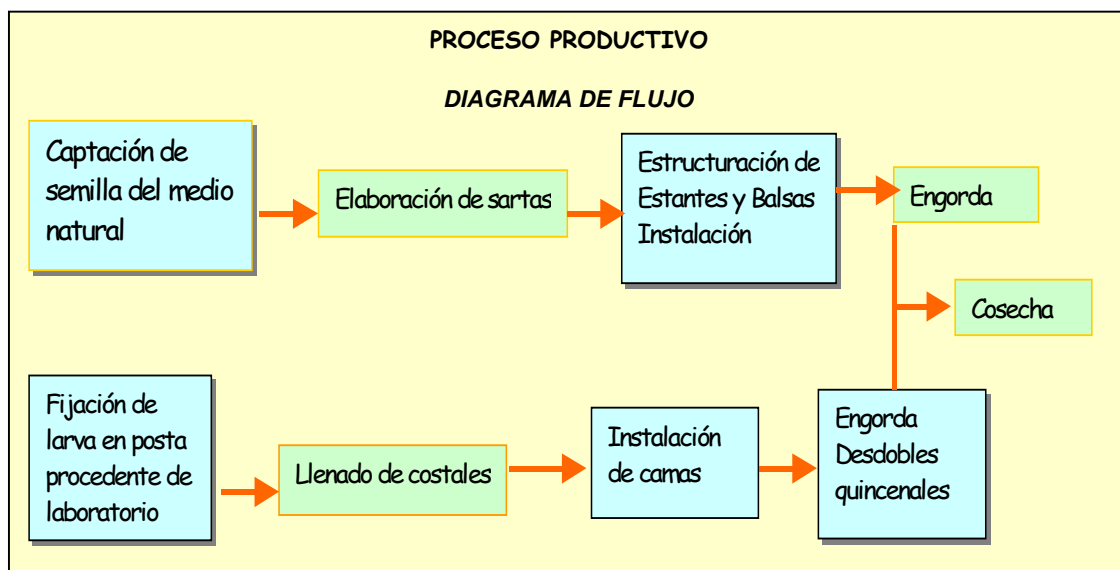 PROCESO PRODUCTIVO
DIAGRAMA DE FLUJO
Captación de
semilla del medio
natural
Elaboración de sartas
Estructuración de
Estantes y Balsas
Instalación
Engorda
Cosecha
Fijación de
larva en posta
procedente de
laboratorio
Llenado de costales
Instalación
de camas
Engorda
Desdobles
quincenales